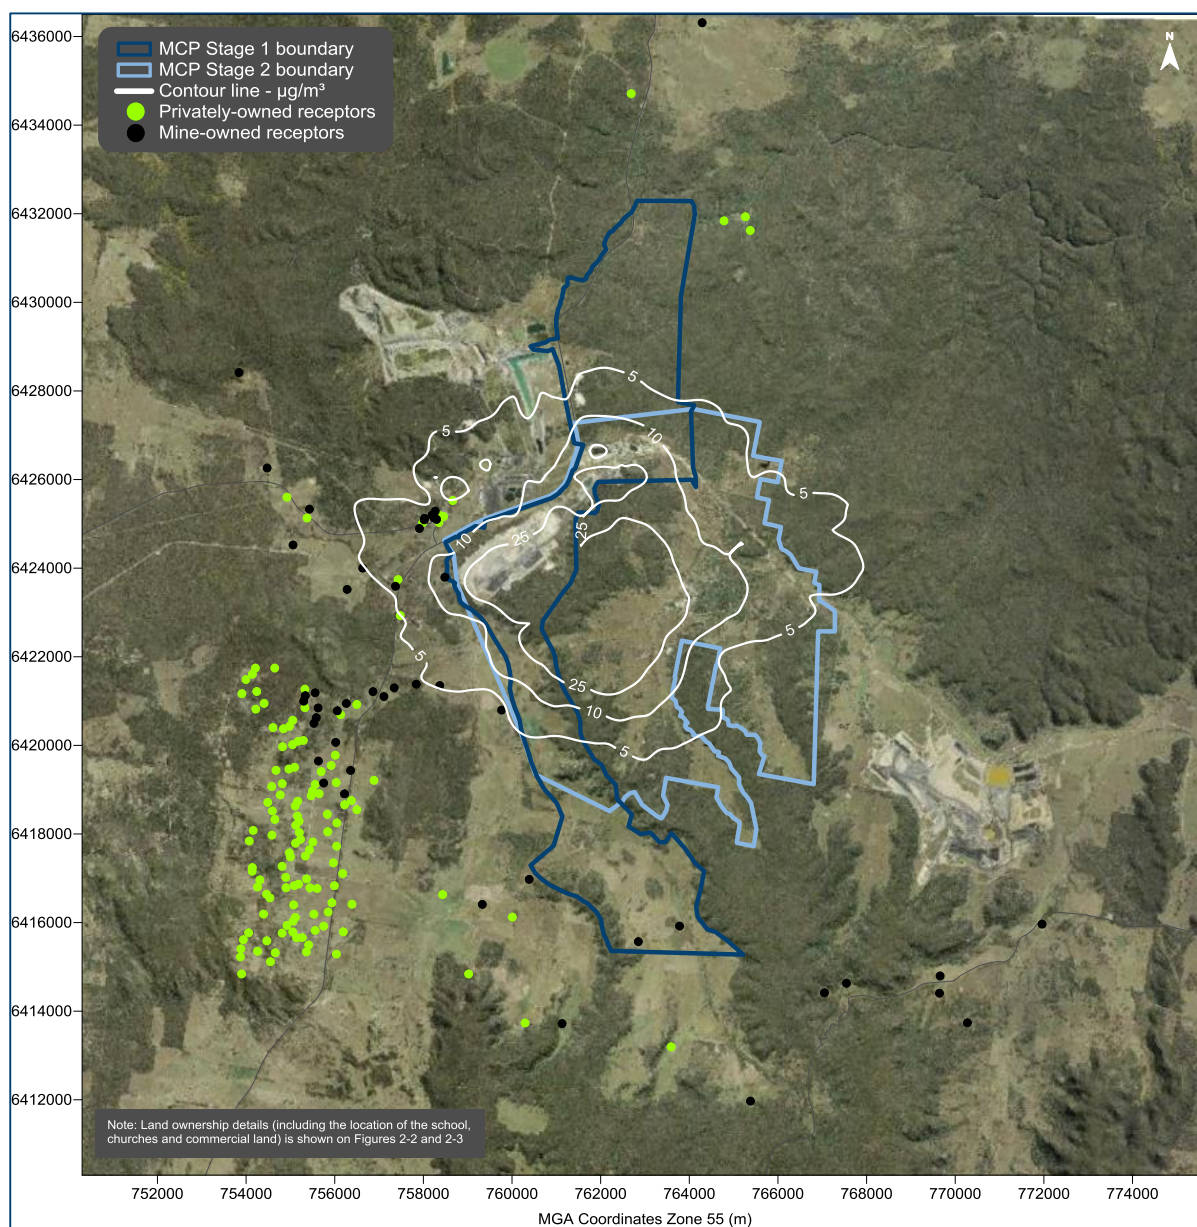 6436000
6434000
6432000
6430000
6428000
6426000
6424000
6422000
6420000
6418000
6416000
6414000
6412000
MCP Stage 1 boundary
MCP Stage 2 boundary
Contour line - µg/m³
Privately-owned receptors
Mine-owned receptors
N
5
5
10
5
10
25
25
5
5
25
10
5
Note: Land ownership details (including the location of the school,
churches and commercial land) is shown on Figures 2-2 and 2-3
752000 754000 756000 758000 760000 762000 764000 766000 768000 770000 772000 774000
MGA Coordinates Zone 55 (m)